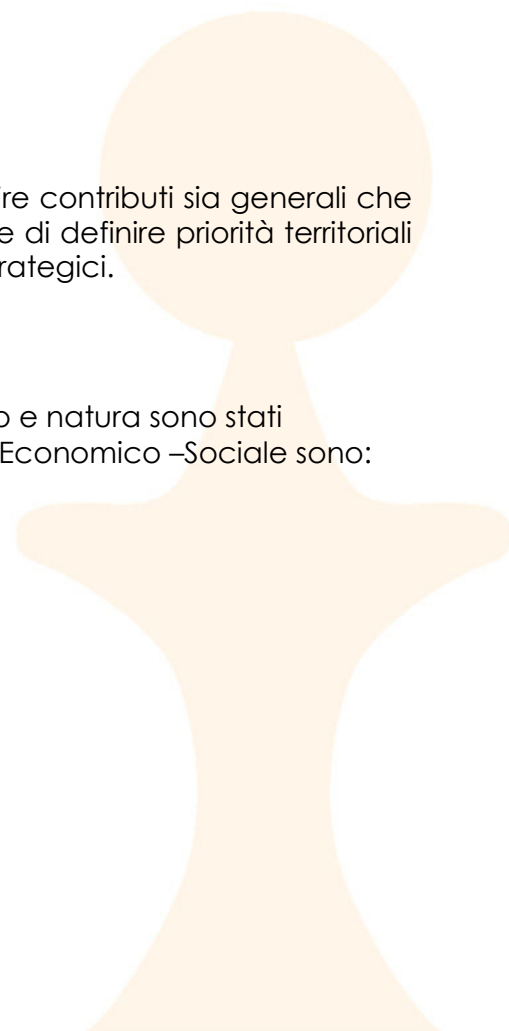 re contributi sia generali che
e di definire priorità territoriali
rategici.
o e natura sono stati
Economico –Sociale sono: